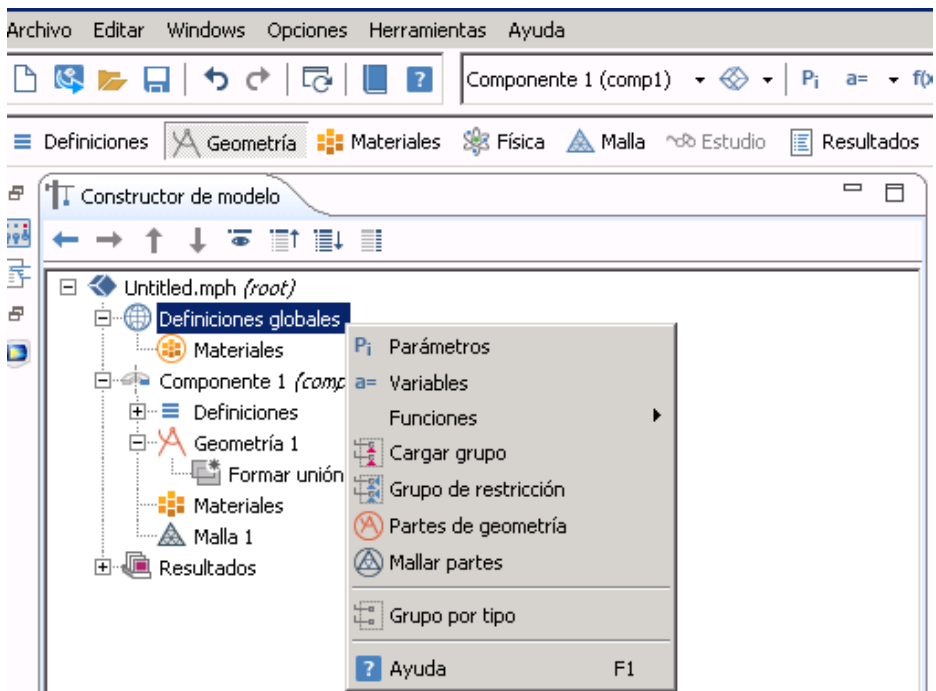 Archivo Editar Windows Opciones Herramientas Ayuda
Componente 1 (comp1) Pi a= f(x
Definiciones Geometría Materiales Física Malla Estudio Resultados
Constructor de modelo
Untitled.mph (root)
Definiciones globales
Materiales
Componente 1 (comp
Definiciones
Geometría 1
Formar unión
Materiales
Malla 1
Resultados
Pi Parámetros
a= Variables
Funciones
Cargar grupo
Grupo de restricción
Partes de geometría
Mallar partes
Grupo por tipo
? Ayuda F1